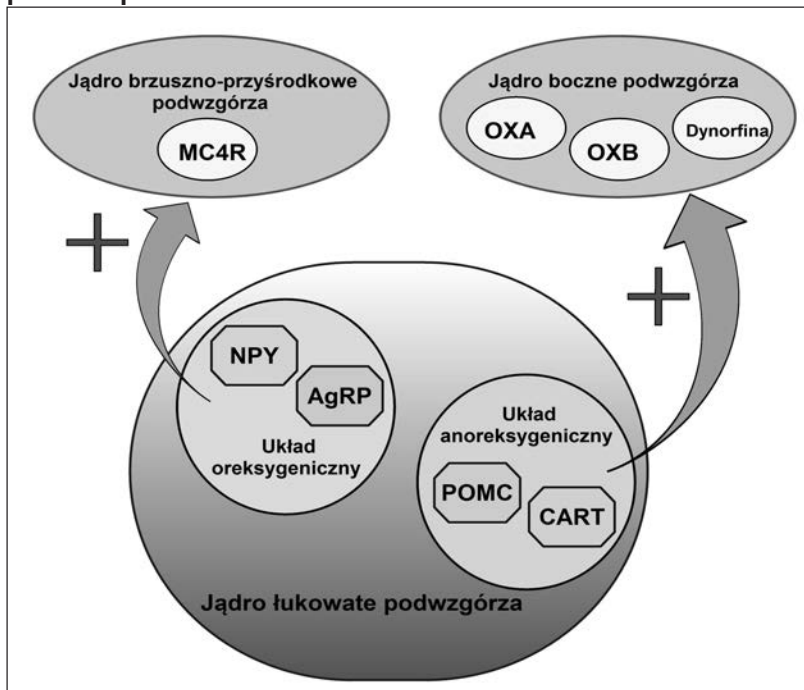 Jądro brzuszno-przyśrodkowe
podwzgórza
MC4R
Jądro boczne podwzgórza
OXA
OXB
Dynorfina
NPY
AgRP
Układ
oreksygeniczny
Układ
anoreksygeniczny
POMC
CART
Jądro łukowate podwzgórza